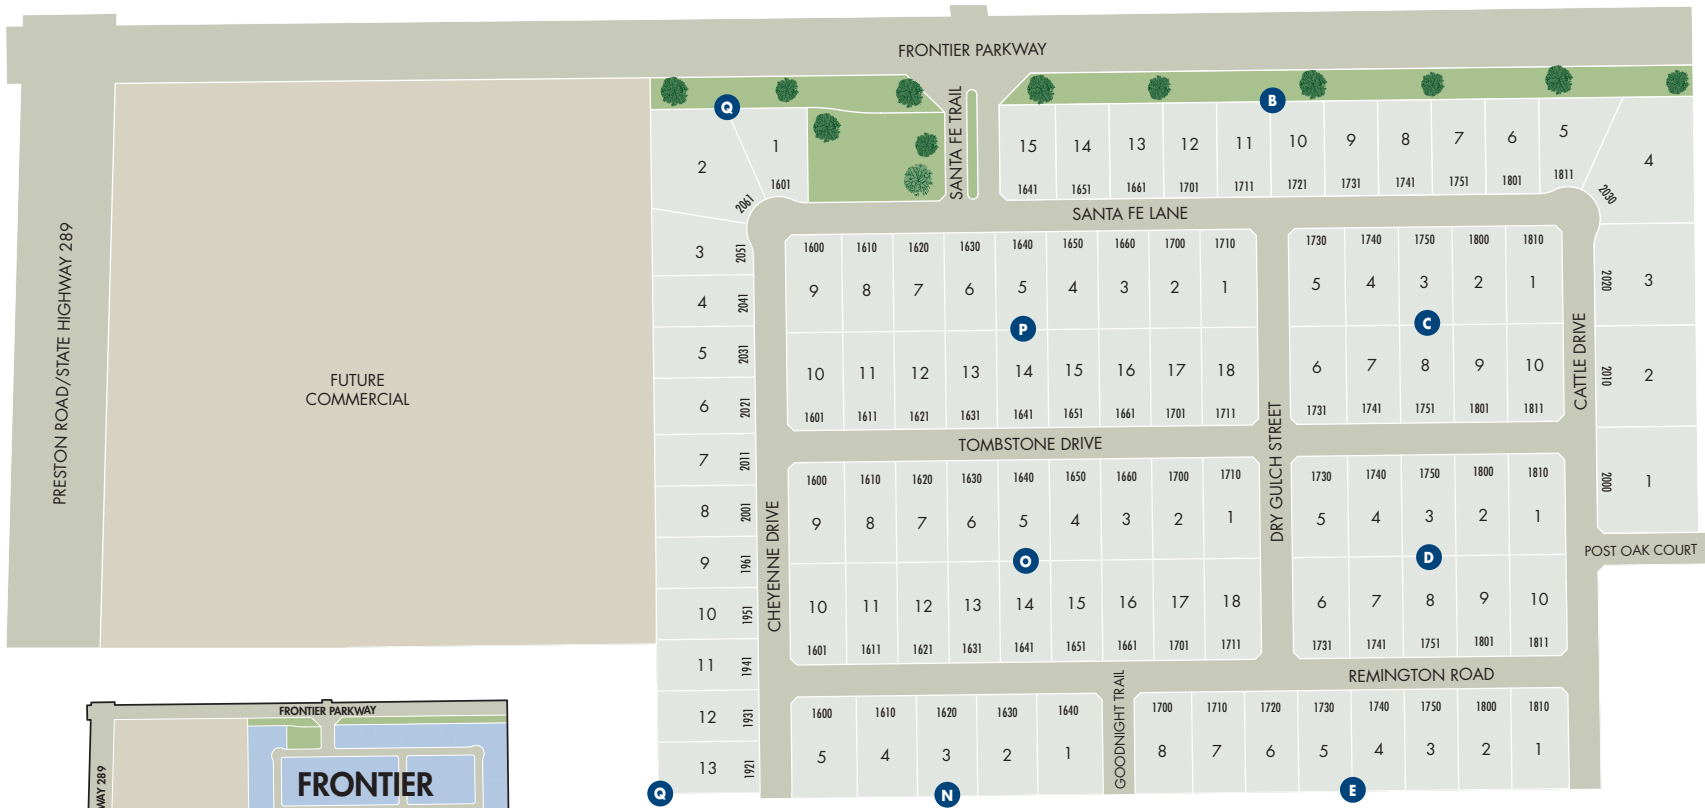 FRONTIER PARKWAY
PRESTON ROAD/STATE HIGHWAY 289
FUTURE
COMMERCIAL
Q
SANTA FE TRAIL
B
2
1
1601
2061
15 14 13 12 11 10 9 8 7 6 5 4
1641 1651 1661 1701 1711 1721 1731 1741 1751 1801 1811 2030
SANTA FE LANE
3 2051
4 2041
5 2031
6 2021
7 2011
8 2001
9 1961
10 1951
11 1941
12 1931
13 1921
Q
CHEYENNE DRIVE
1600 1610 1620 1630 1640 1650 1660 1700 1710
9 8 7 6 5 4 3 2 1
P
10 11 12 13 14 15 16 17 18
1601 1611 1621 1631 1641 1651 1661 1701 1711
DRY GULCH STREET
1730 1740 1750 1800 1810
5 4 3 2 1
C
6 7 8 9 10
1731 1741 1751 1801 1811
CATTLE DRIVE
2020 3
2010 2
2000 1
POST OAK COURT
TOMBSTONE DRIVE
1600 1610 1620 1630 1640 1650 1660 1700 1710
9 8 7 6 5 4 3 2 1
O
10 11 12 13 14 15 16 17 18
1601 1611 1621 1631 1641 1651 1661 1701 1711
1730 1740 1750 1800 1810
5 4 3 2 1
D
6 7 8 9 10
1731 1741 1751 1801 1811
REMINGTON ROAD
1600 1610 1620 1630 1640
5 4 3 2 1
N
GOODNIGHT TRAIL
1700 1710 1720 1730 1740 1750 1800 1810
8 7 6 5 4 3 2 1
E
FRONTIER PARKWAY
FRONTIER
WAY 289